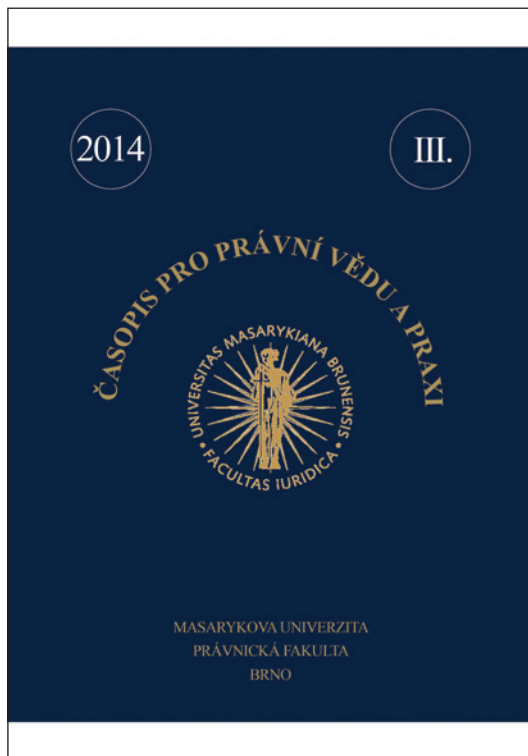 2014
III.
ČASOPIS PRO PRÁVNÍ VĚDU A PRAXI
UNIVERSITAS MASARYKIANA BRUNENSIS
• FACULTAS IURIDICA •
MASARYKOVA UNIVERZITA
PRÁVNICKÁ FAKULTA
BRNO